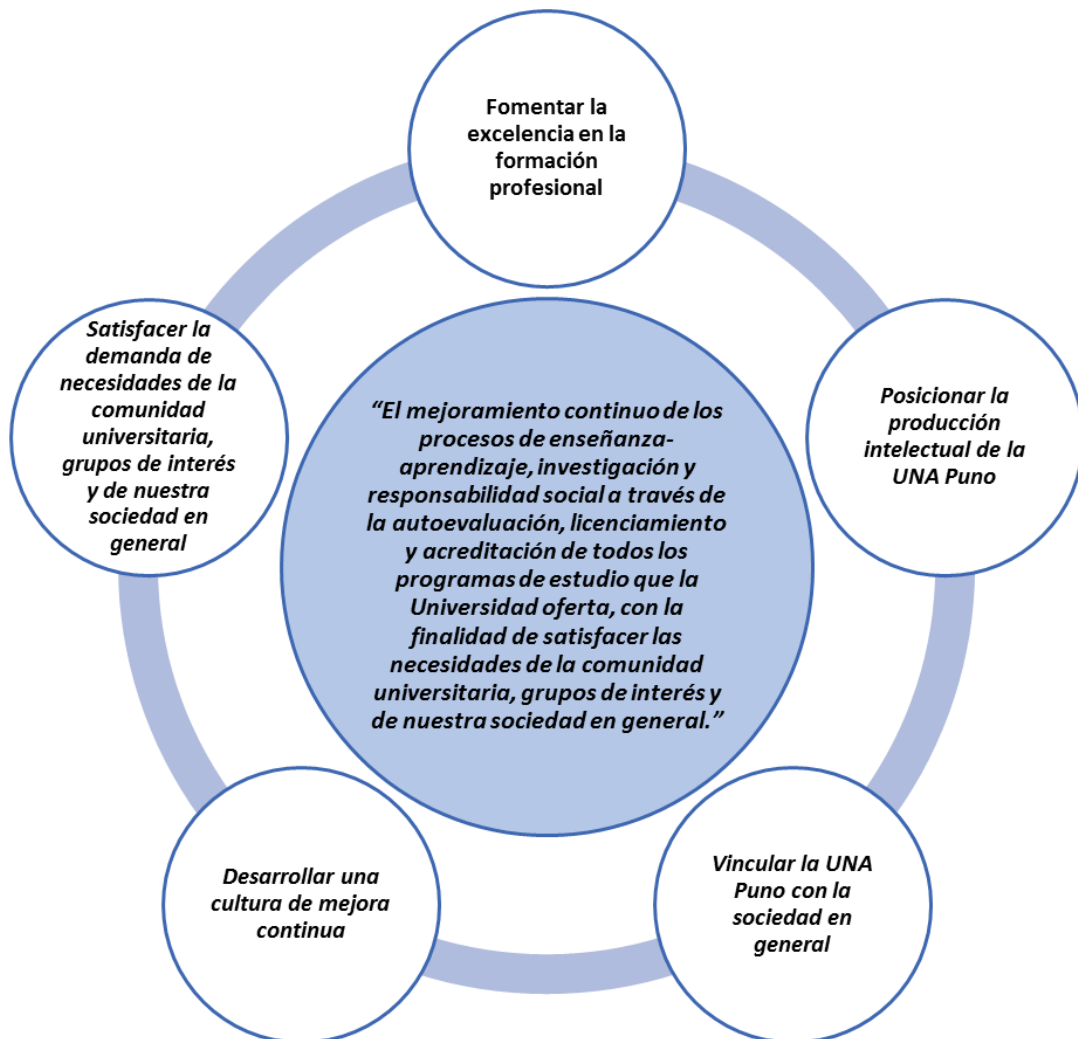 Fomentar la
excelencia en la
formación
profesional
Satisfacer la
demanda de
necesidades de la
comunidad
universitaria,
grupos de interés
y de nuestra
sociedad en
general
“El mejoramiento continuo de los
procesos de enseñanza-
aprendizaje, investigación y
responsabilidad social a través de
la autoevaluación, licenciamiento
y acreditación de todos los
programas de estudio que la
Universidad oferta, con la
finalidad de satisfacer las
necesidades de la comunidad
universitaria, grupos de interés y
de nuestra sociedad en general.”
Posicionar la
producción
intelectual de la
UNA Puno
Desarrollar una
cultura de mejora
continua
Vincular la UNA
Puno con la
sociedad en
general